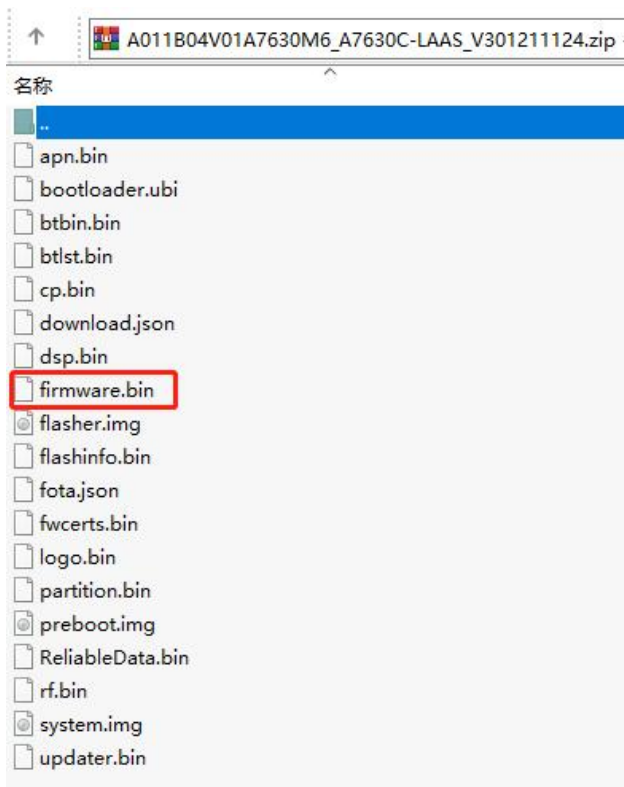 A011B04V01A7630M6_A7630C-LAAS_V301211124.zip
名称
..
apn.bin
bootloader.ubi
btbin.bin
btlst.bin
cp.bin
download.json
dsp.bin
firmware.bin
flasher.img
flashinfo.bin
fota.json
fwcerts.bin
logo.bin
partition.bin
preboot.img
ReliableData.bin
rf.bin
system.img
updater.bin